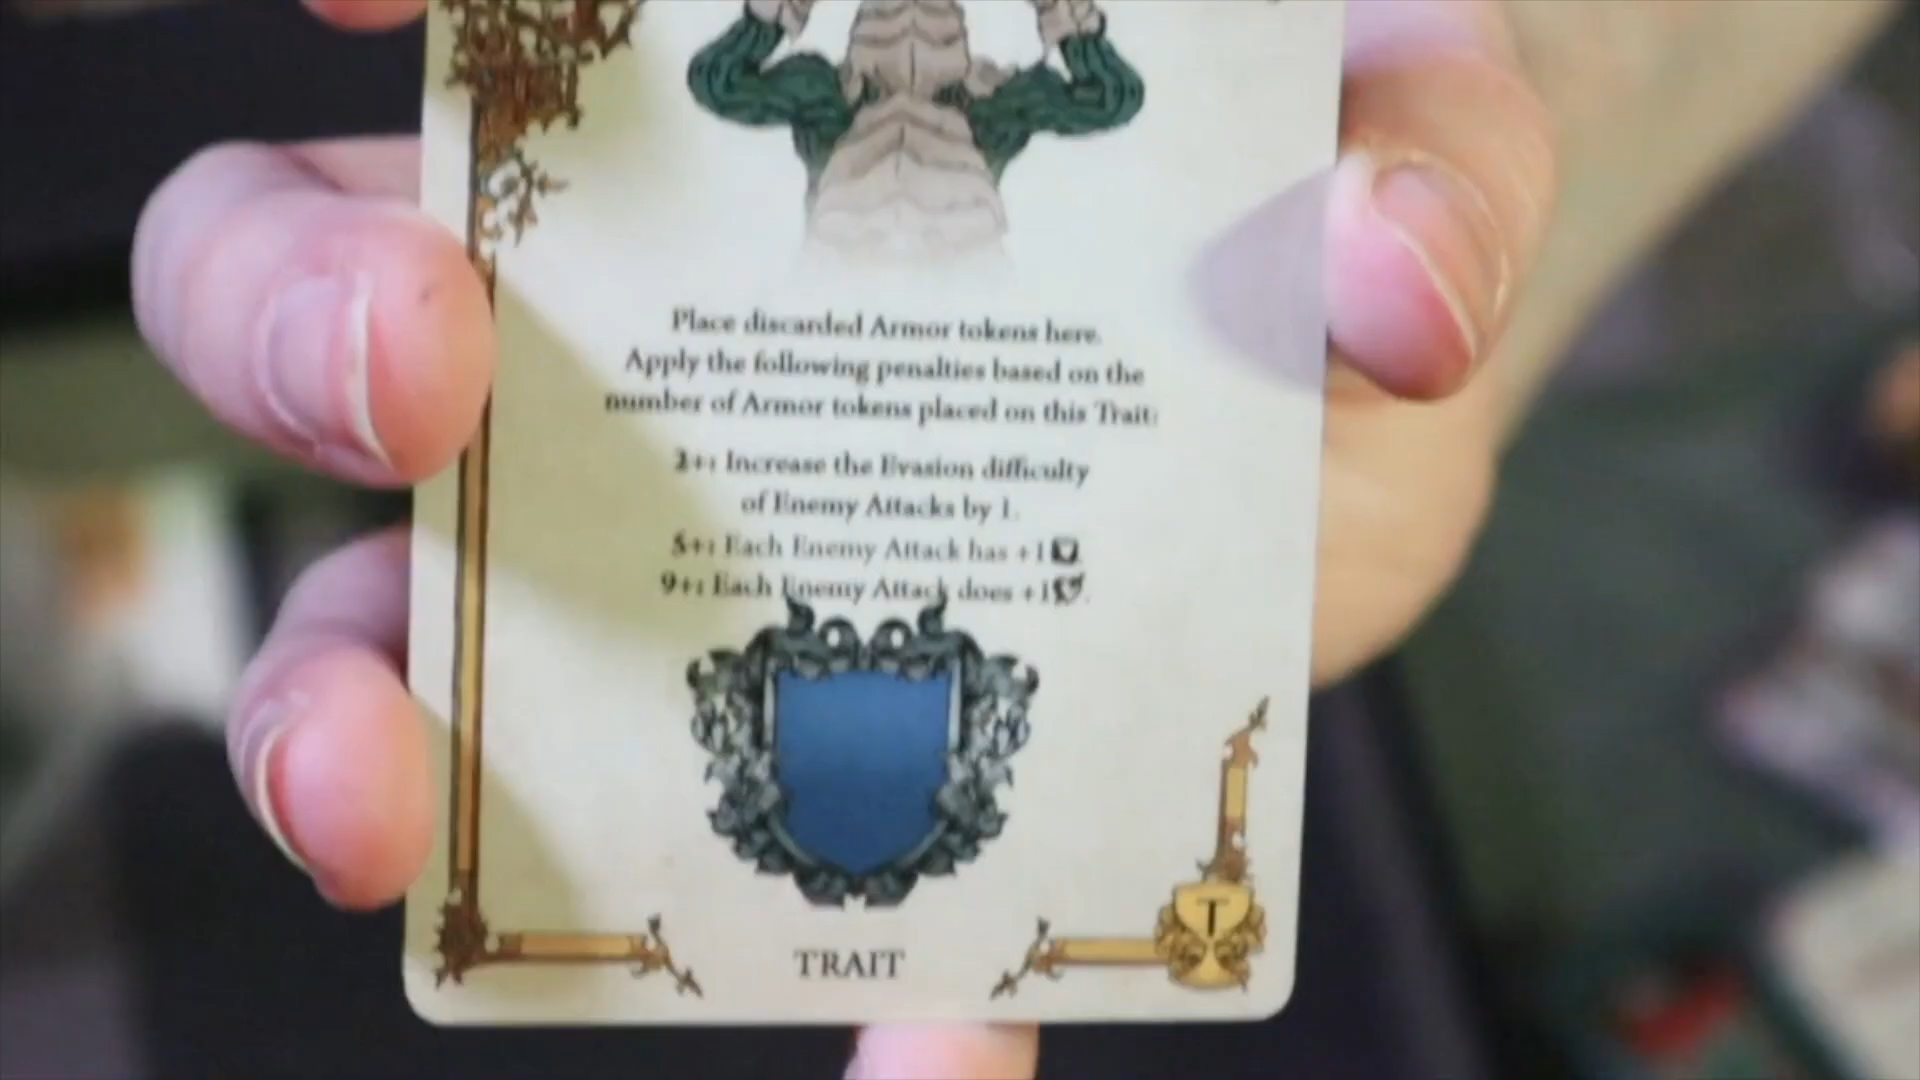 Place discarded Armor tokens here.
Apply the following penalties based on the
number of Armor tokens placed on this Trait:
2+: Increase the Evasion difficulty
of Enemy Attacks by 1.
5+: Each Enemy Attack has +1
9+: Each Enemy Attack does +1
TRAIT
T